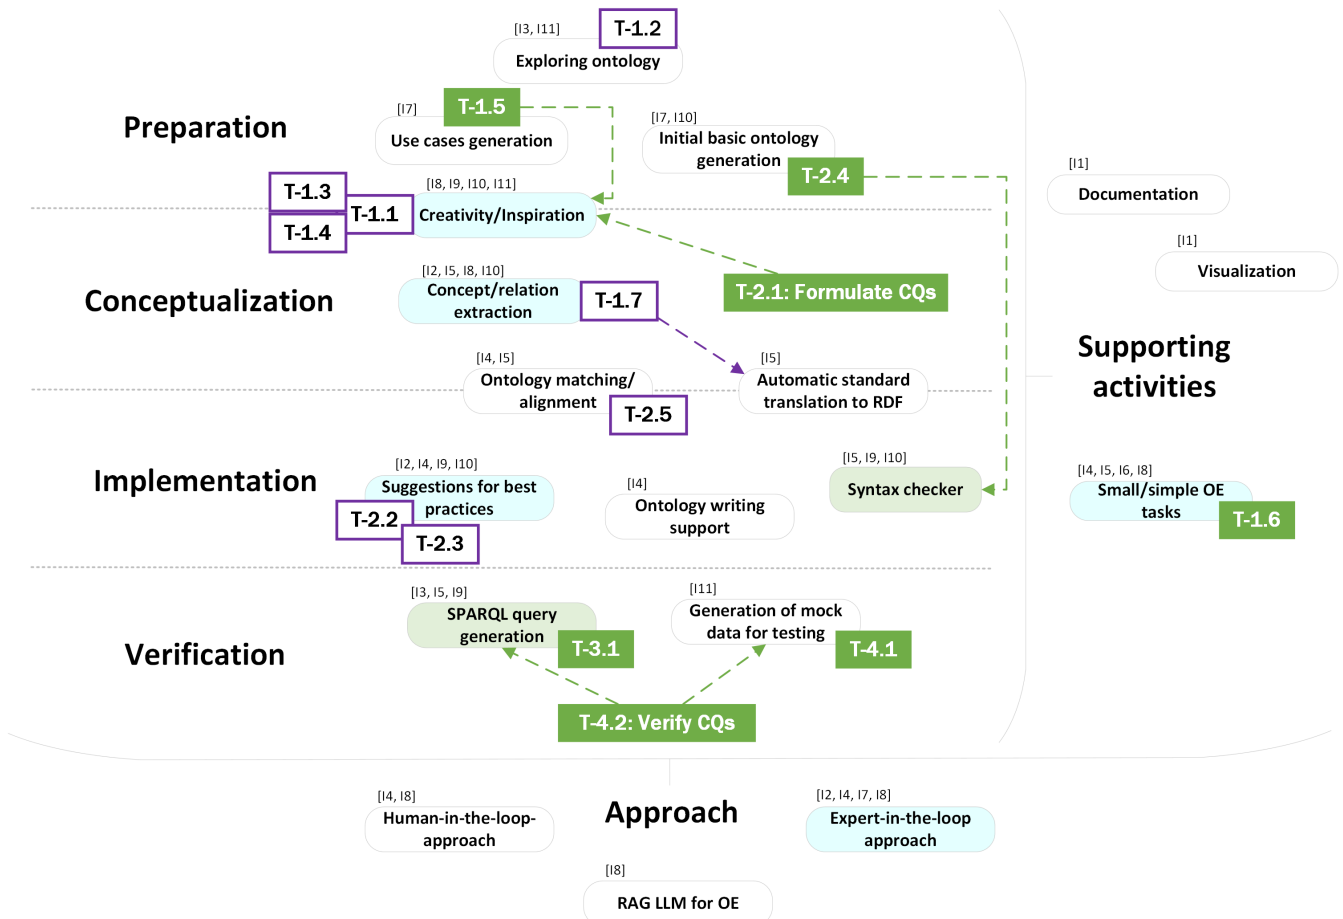 [I3, I11]
T-1.2
Exploring ontology
[I7]
T-1.5
Use cases generation
Preparation
[I7, I10]
Initial basic ontology
generation
T-2.4
[I8, I9, I10, I11]
Creativity/Inspiration
T-1.3
T-1.1
T-1.4
Conceptualization
[I2, I5, I8, I10]
Concept/relation
extraction
T-1.7
T-2.1: Formulate CQs
[I4, I5]
Ontology matching/
alignment
T-2.5
[I5]
Automatic standard
translation to RDF
Implementation
[I2, I4, I9, I10]
Suggestions for best
practices
T-2.2
T-2.3
[I4]
Ontology writing
support
[I5, I9, I10]
Syntax checker
Verification
[I3, I5, I9]
SPARQL query
generation
T-3.1
[I11]
Generation of mock
data for testing
T-4.1
T-4.2: Verify CQs
[I1]
Documentation
[I1]
Visualization
Supporting
activities
[I4, I5, I6, I8]
Small/simple OE
tasks
T-1.6
Approach
[I4, I8]
Human-in-the-loop-
approach
[I2, I4, I7, I8]
Expert-in-the-loop
approach
[I8]
RAG LLM for OE